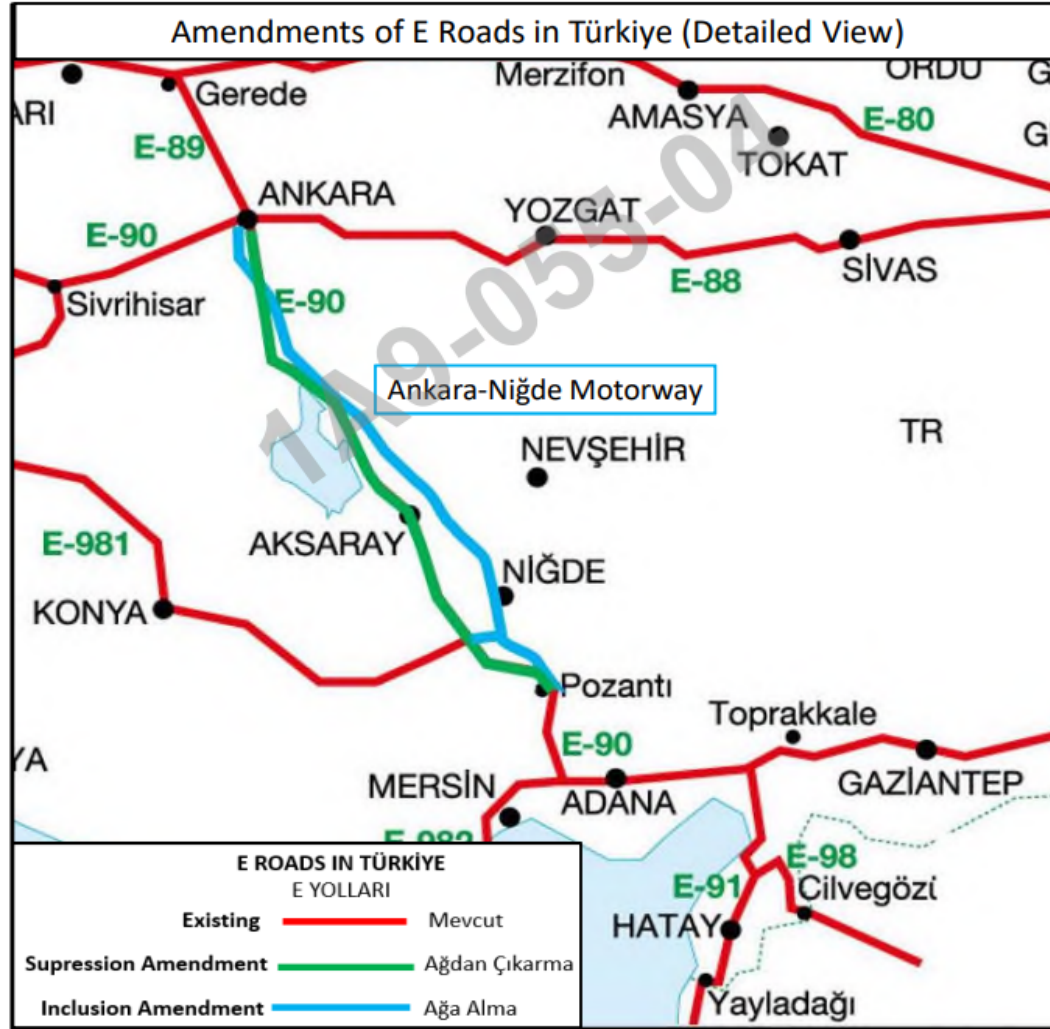 Amendments of E Roads in Türkiye (Detailed View)
Merzifon
ORDU
G
ARI
Gerede
AMASYA
E-80
G
E-89
TOKAT
1A9-055-04
ANKARA
YOZGAT
E-90
SİVAS
E-88
Sivrihisar
E-90
Ankara-Niğde Motorway
TR
NEVŞEHİR
E-981
AKSARAY
NİĞDE
KONYA
Pozantı
Toprakkale
E-90
YA
MERSİN
ADANA
GAZİANTEP
E-982
E-98
E-91
Cilvegözü
HATAY
Yayladağı
E ROADS IN TÜRKİYE
E YOLLARI
Existing Mevcut
Supression Amendment Ağdan Çıkarma
Inclusion Amendment Ağa Alma